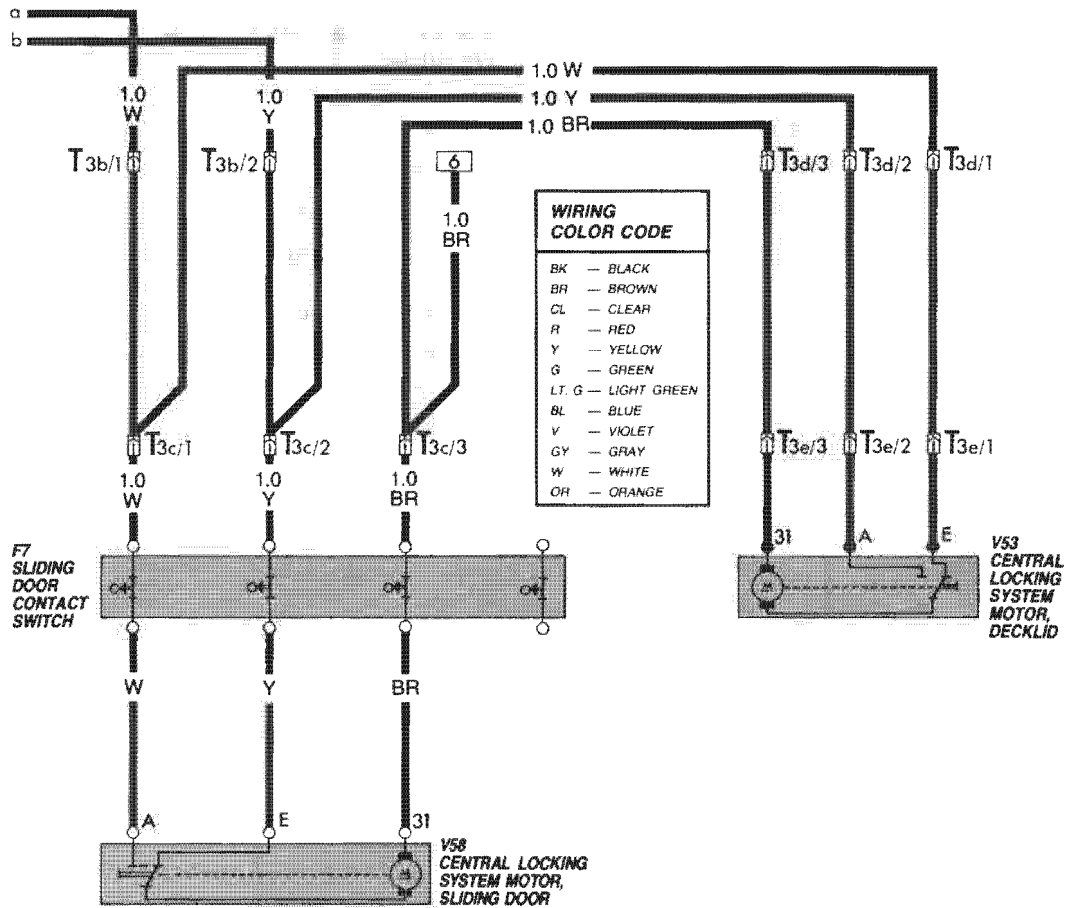 a
b
1.0 W
1.0 Y
1.0 BR
1.0
W
1.0
Y
T3b/1
T3b/2
6
T3d/3
T3d/2
T3d/1
1.0
BR
WIRING
COLOR CODE
BK — BLACK
BR — BROWN
CL — CLEAR
R — RED
Y — YELLOW
G — GREEN
LT. G — LIGHT GREEN
BL — BLUE
V — VIOLET
GY — GRAY
W — WHITE
OR — ORANGE
T3c/1
T3c/2
T3c/3
T3e/3
T3e/2
T3e/1
1.0
W
1.0
Y
1.0
BR
31
A
E
F7
SLIDING
DOOR
CONTACT
SWITCH
V53
CENTRAL
LOCKING
SYSTEM
MOTOR,
DECKLID
W
Y
BR
A
E
31
V58
CENTRAL LOCKING
SYSTEM MOTOR,
SLIDING DOOR